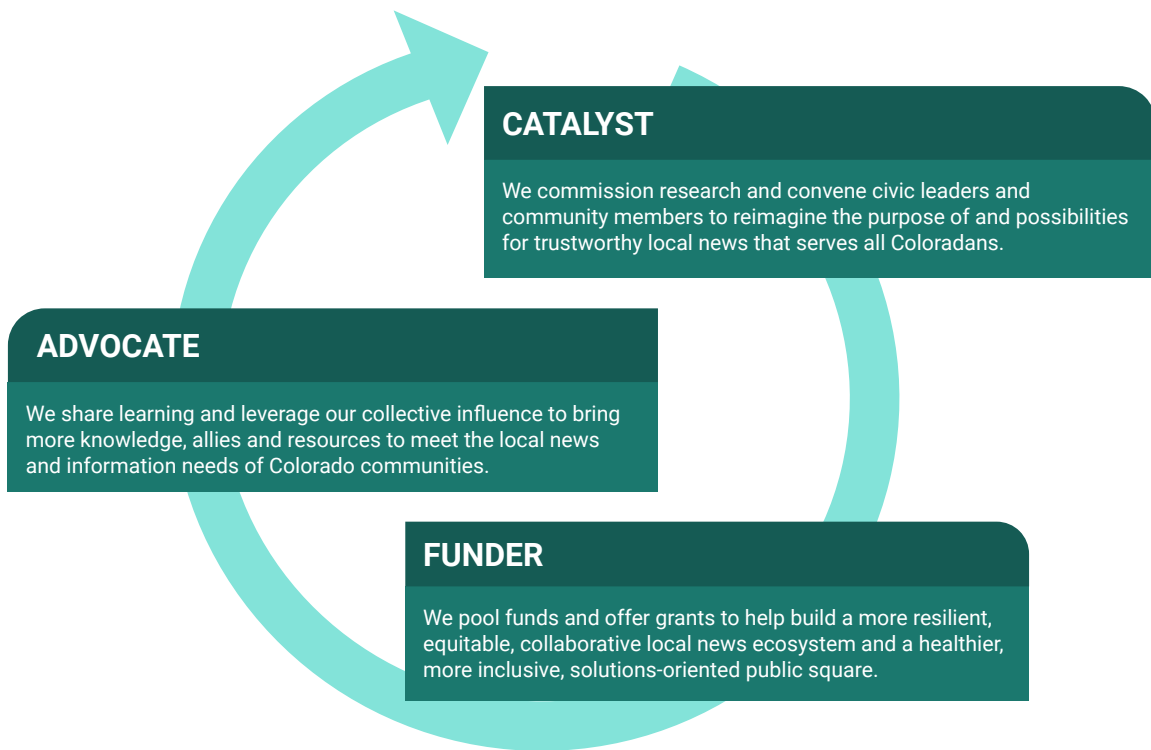 CATALYST
We commission research and convene civic leaders and
community members to reimagine the purpose of and possibilities
for trustworthy local news that serves all Coloradans.
ADVOCATE
We share learning and leverage our collective influence to bring
more knowledge, allies and resources to meet the local news
and information needs of Colorado communities.
FUNDER
We pool funds and offer grants to help build a more resilient,
equitable, collaborative local news ecosystem and a healthier,
more inclusive, solutions-oriented public square.